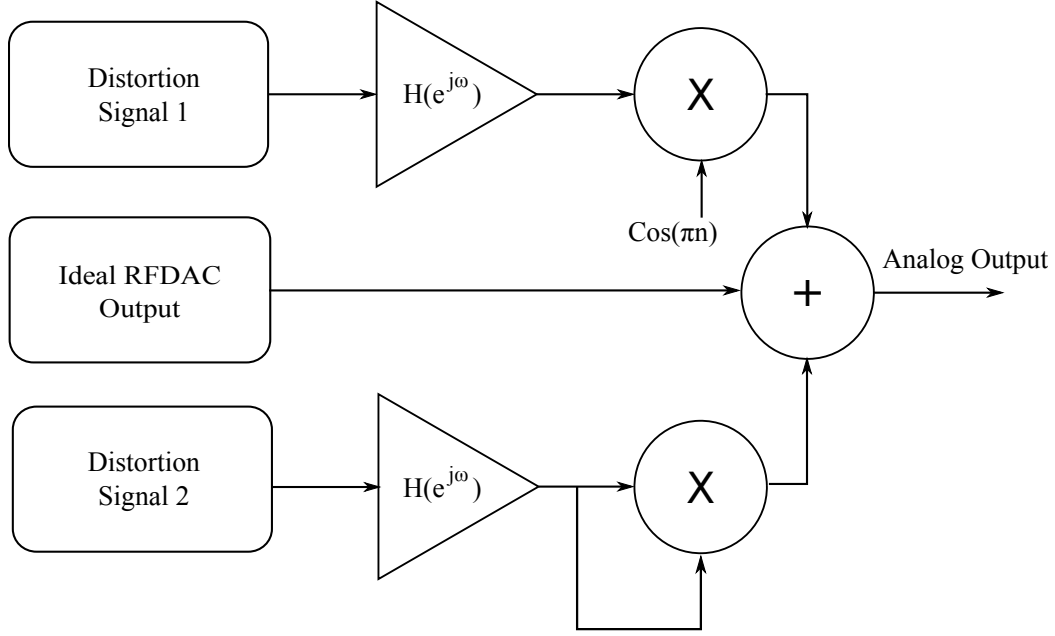 Distortion
Signal 1
H(e^jω)
X
Cos(πn)
Ideal RFDAC
Output
+
Analog Output
Distortion
Signal 2
H(e^jω)
X